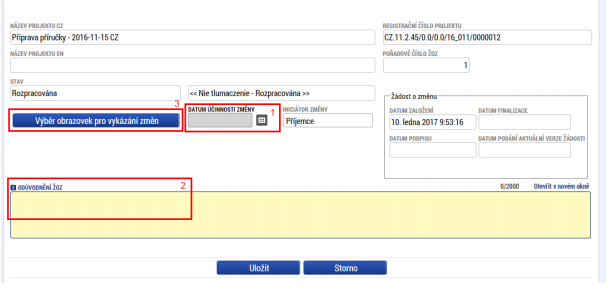 NÁZEV PROJEKTU CZ
Příprava příručky - 2016-11-15 CZ
REGISTRAČNÍ ČÍSLO PROJEKTU
CZ.11.2.45/0.0/0.0/16_011/0000012
NÁZEV PROJEKTU EN
POŘADOVÉ ČÍSLO ŽOZ
1
STAV
Rozpracována
<< Nie tlumaczenie - Rozpracována >>
Žádost o změnu
3
Výběr obrazovek pro vykázání změn
DATUM ÚČINNOSTI ZMĚNY
1
INICIÁTOR ZMĚNY
Příjemce
DATUM ZALOŽENÍ
10. ledna 2017 9:53:16
DATUM FINALIZACE
DATUM PODPISU
DATUM PODÁNÍ AKTUÁLNÍ VERZE ŽÁDOSTI
ODŮVODNĚNÍ ŽOZ
2
0/2000
Otevřít v novém okně
Uložit
Storno